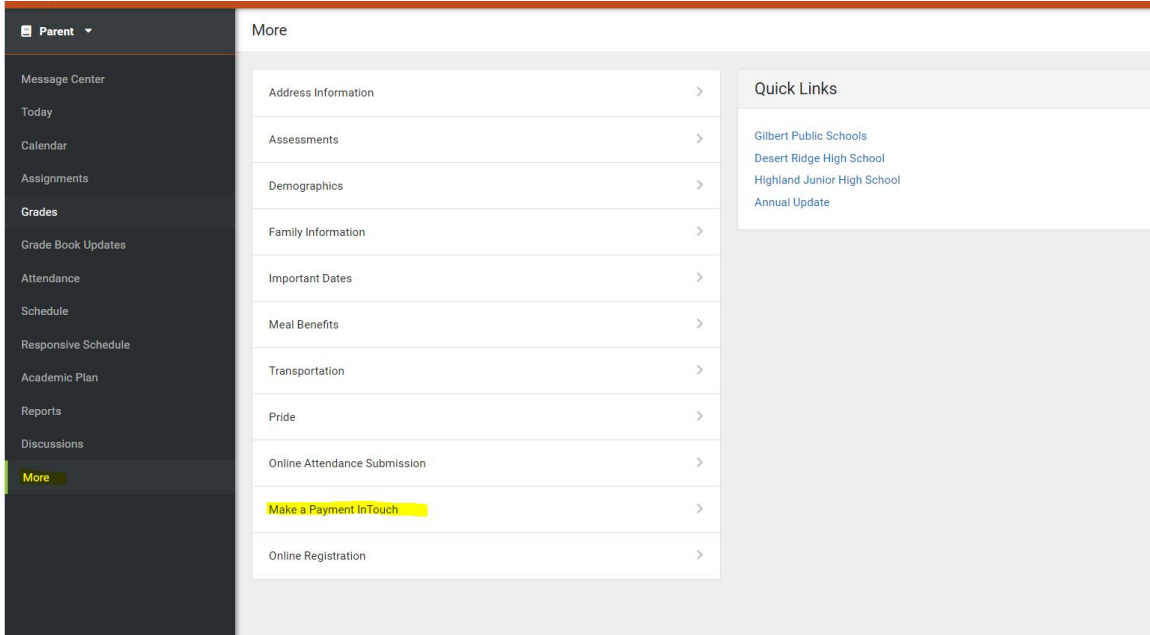 Parent
Message Center
Today
Calendar
Assignments
Grades
Grade Book Updates
Attendance
Schedule
Responsive Schedule
Academic Plan
Reports
Discussions
More
More
Address Information
Assessments
Demographics
Family Information
Important Dates
Meal Benefits
Transportation
Pride
Online Attendance Submission
Make a Payment InTouch
Online Registration
Quick Links
Gilbert Public Schools
Desert Ridge High School
Highland Junior High School
Annual Update